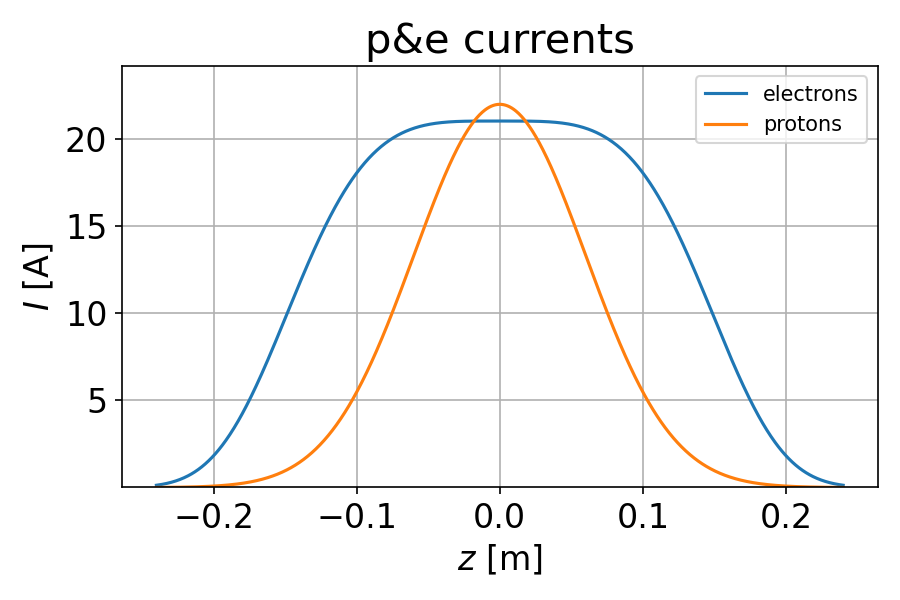 p&e currents
electrons
protons
20
15
10
5
I [A]
−0.2 −0.1 0.0 0.1 0.2
z [m]